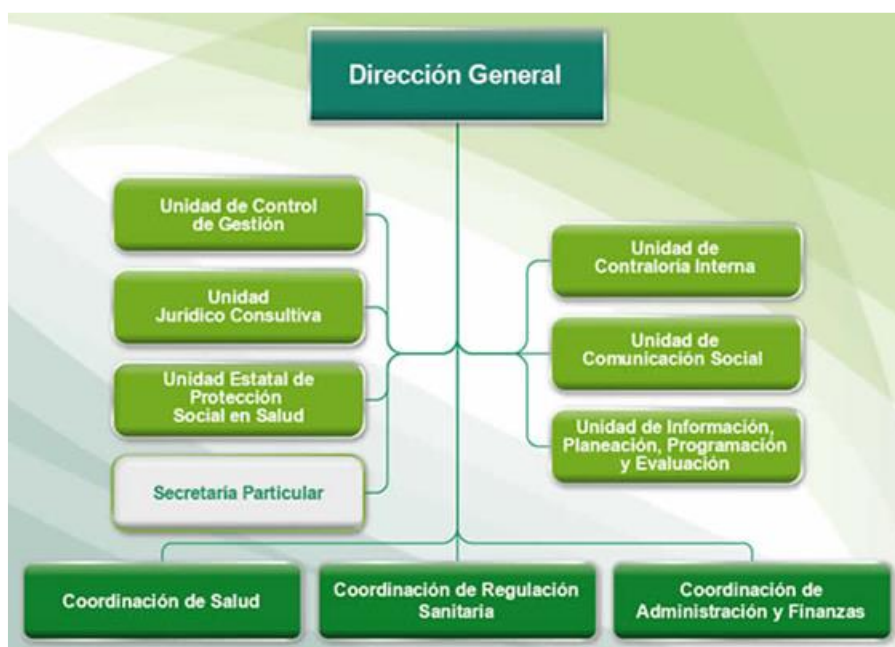 Dirección General
Unidad de Control
de Gestión
Unidad
Jurídico Consultiva
Unidad Estatal de
Protección
Social en Salud
Secretaría Particular
Unidad de
Contraloría Interna
Unidad de
Comunicación Social
Unidad de Información,
Planeación, Programación
y Evaluación
Coordinación de Salud
Coordinación de Regulación
Sanitaria
Coordinación de
Administración y Finanzas